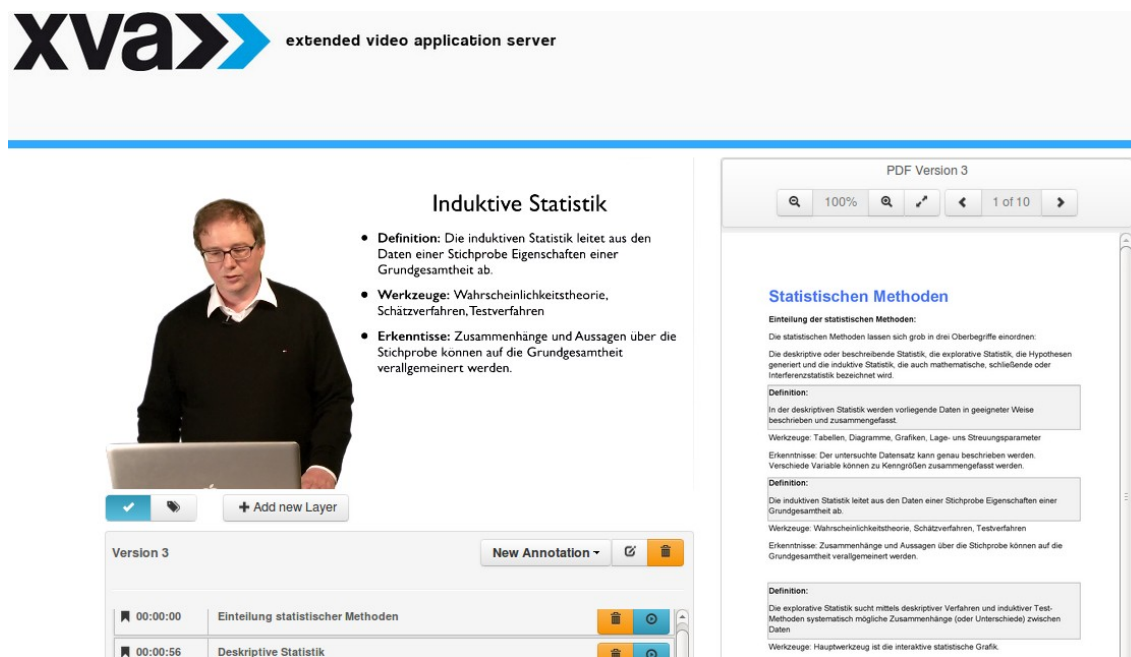 xva
extended video application server
Induktive Statistik
• Definition: Die induktiven Statistik leitet aus den
Daten einer Stichprobe Eigenschaften einer
Grundgesamtheit ab.
• Werkzeuge: Wahrscheinlichkeitstheorie,
Schätzverfahren, Testverfahren
• Erkenntisse: Zusammenhänge und Aussagen über die
Stichprobe können auf die Grundgesamtheit
verallgemeinert werden.
+ Add new Layer
Version 3
New Annotation
00:00:00 Einteilung statistischer Methoden
00:00:56 Deskriptive Statistik
PDF Version 3
100%
1 of 10
Statistischen Methoden
Einteilung der statistischen Methoden:
Die statistischen Methoden lassen sich grob in drei Oberbegriffe einordnen:
Die deskriptive oder beschreibende Statistik, die explorative Statistik, die Hypothesen
generiert und die induktive Statistik, die auch mathematische, schließende oder
Interferenzstatistik bezeichnet wird.
Definition:
In der deskriptiven Statistik werden vorliegende Daten in geeigneter Weise
beschrieben und zusammengefasst.
Werkzeuge: Tabellen, Diagramme, Grafiken, Lage- uns Streuungsparameter
Erkenntnisse: Der untersuchte Datensatz kann genau beschrieben werden.
Verschiede Variable können zu Kenngrößen zusammengefasst werden.
Definition:
Die induktiven Statistik leitet aus den Daten einer Stichprobe Eigenschaften einer
Grundgesamtheit ab.
Werkzeuge: Wahrscheinlichkeitstheorie, Schätzverfahren, Testverfahren
Erkenntnisse: Zusammenhänge und Aussagen über die Stichprobe können auf die
Grundgesamtheit verallgemeinert werden.
Definition:
Die explorative Statistik sucht mittels deskriptiver Verfahren und induktiver Test-
Methoden systematisch mögliche Zusammenhänge (oder Unterschiede) zwischen
Daten
Werkzeuge: Hauptwerkzeug ist die interaktive statistische Grafik.